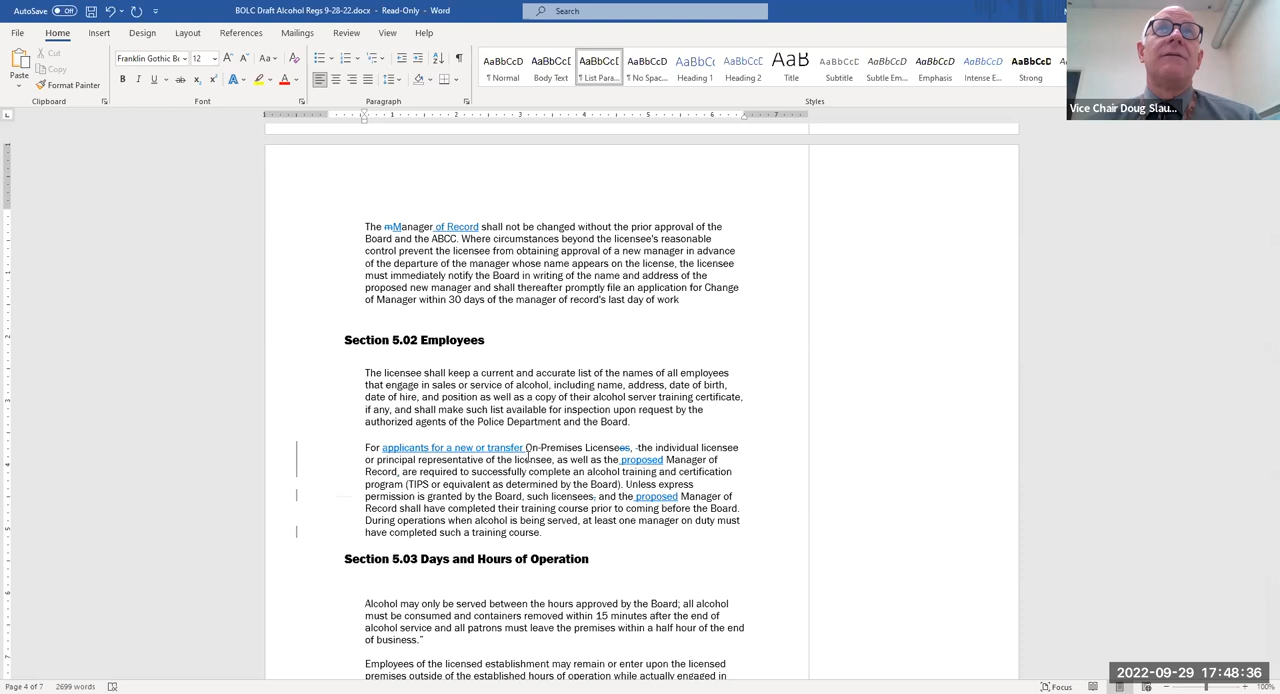 AutoSave Off BOLC Draft Alcohol Regs 9-28-22.docx - Read-Only - Word Search
File Home Insert Design Layout References Mailings Review View Help
Cut
Copy
Format Painter
Paste
Franklin Gothic B 12
AaBbCcD AaBbCcD AaBbCcD AaBbCcD AaBbCc AaBbCcD AaB AaBbCcD AaBbCcD AaBbCcD AaBbCcD AaBbCcD
Normal Body Text List Para... No Spac... Heading 1 Heading 2 Title Subtitle Subtle Em... Emphasis Intense E... Strong
Clipboard Font Paragraph Styles
Vice Chair Doug Slau...
The mManager of Record shall not be changed without the prior approval of the
Board and the ABCC. Where circumstances beyond the licensee's reasonable
control prevent the licensee from obtaining approval of a new manager in advance
of the departure of the manager whose name appears on the license, the licensee
must immediately notify the Board in writing of the name and address of the
proposed new manager and shall thereafter promptly file an application for Change
of Manager within 30 days of the manager of record's last day of work
Section 5.02 Employees
The licensee shall keep a current and accurate list of the names of all employees
that engage in sales or service of alcohol, including name, address, date of birth,
date of hire, and position as well as a copy of their alcohol server training certificate,
if any, and shall make such list available for inspection upon request by the
authorized agents of the Police Department and the Board.
For applicants for a new or transfer On-Premises Licensees, -the individual licensee
or principal representative of the licensee, as well as the proposed Manager of
Record, are required to successfully complete an alcohol training and certification
program (TIPS or equivalent as determined by the Board). Unless express
permission is granted by the Board, such licensees, and the proposed Manager of
Record shall have completed their training course prior to coming before the Board.
During operations when alcohol is being served, at least one manager on duty must
have completed such a training course.
Section 5.03 Days and Hours of Operation
Alcohol may only be served between the hours approved by the Board; all alcohol
must be consumed and containers removed within 15 minutes after the end of
alcohol service and all patrons must leave the premises within a half hour of the end
of business.”
Employees of the licensed establishment may remain or enter upon the licensed
premises outside of the established hours of operation while actually engaged in
Page 4 of 7 2699 words Focus 100%
2022-09-29 17:48:36